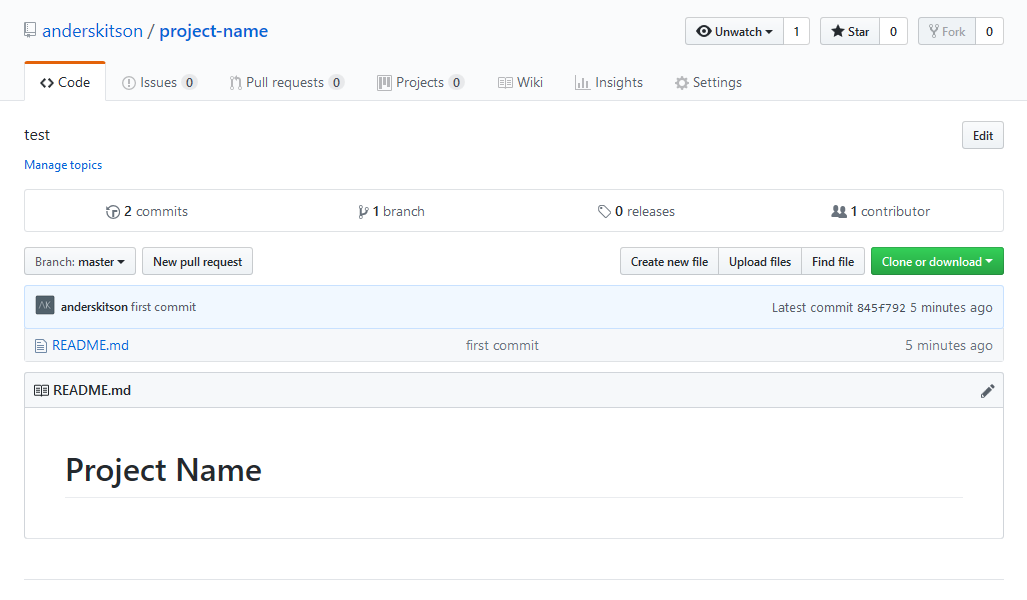 anderskitson / project-name
Unwatch 1 Star 0 Fork 0
Code Issues 0 Pull requests 0 Projects 0 Wiki Insights Settings
test
Edit
Manage topics
2 commits 1 branch 0 releases 1 contributor
Branch: master New pull request Create new file Upload files Find file Clone or download
AK anderskitson first commit Latest commit 845f792 5 minutes ago
README.md first commit 5 minutes ago
README.md
Project Name